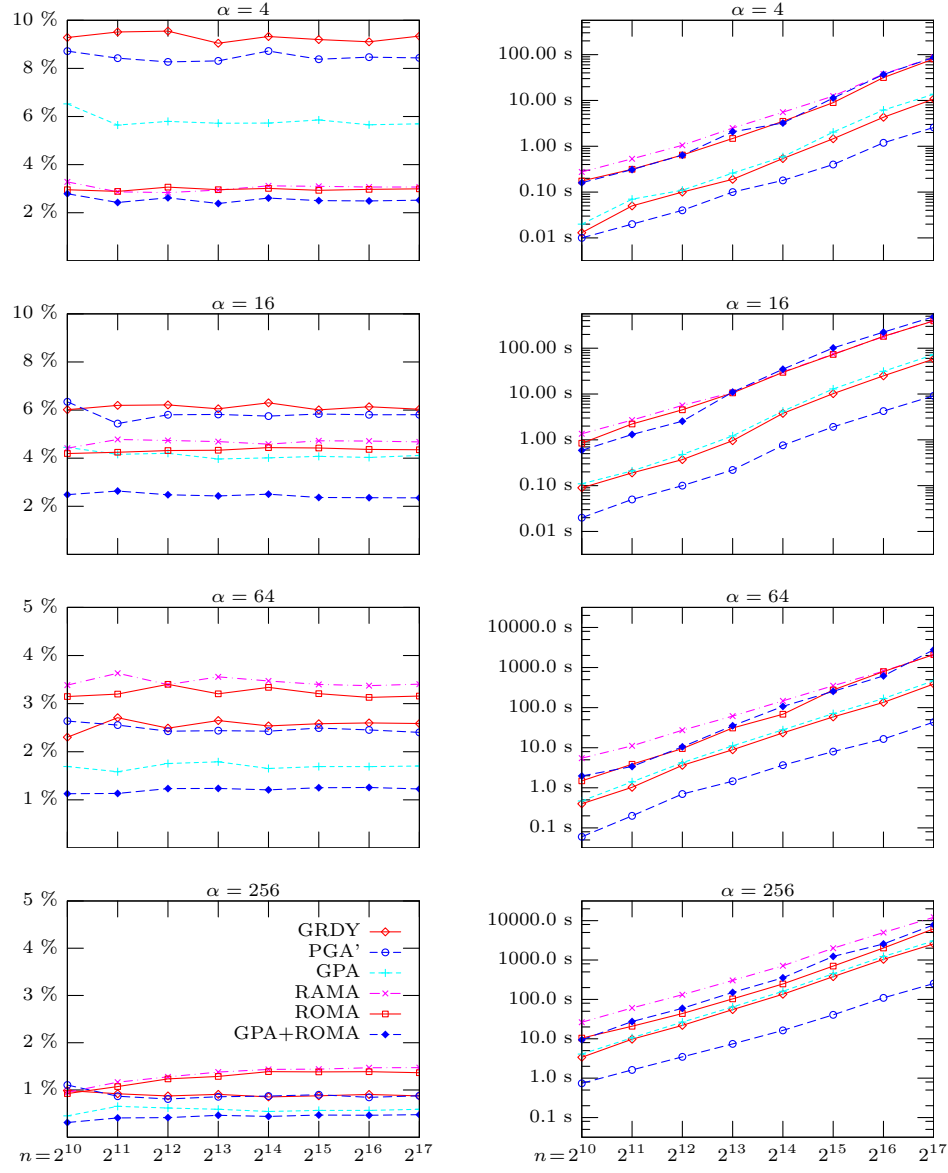 α = 4
10 %
8 %
6 %
4 %
2 %
α = 4
100.00 s
10.00 s
1.00 s
0.10 s
0.01 s
α = 16
10 %
8 %
6 %
4 %
2 %
α = 16
100.00 s
10.00 s
1.00 s
0.10 s
0.01 s
α = 64
5 %
4 %
3 %
2 %
1 %
α = 64
10000.0 s
1000.0 s
100.0 s
10.0 s
1.0 s
0.1 s
α = 256
5 %
4 %
3 %
2 %
1 %
GRDY
PGA'
GPA
RAMA
ROMA
GPA+ROMA
n=2^10 2^11 2^12 2^13 2^14 2^15 2^16 2^17
α = 256
10000.0 s
1000.0 s
100.0 s
10.0 s
1.0 s
0.1 s
n=2^10 2^11 2^12 2^13 2^14 2^15 2^16 2^17